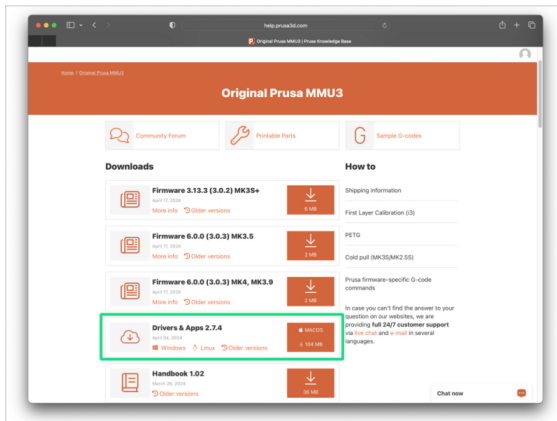 help.prusa3d.com
Original Prusa MMU3 | Prusa Knowledge Base
Home / Original Prusa MMU3
Original Prusa MMU3
Community Forum
Printable Parts
Sample G-codes
Downloads
Firmware 3.13.3 (3.0.2) MK3S+
April 17, 2024
More info Older versions
6 MB
Firmware 6.0.0 (3.0.3) MK3.5
April 17, 2024
More info Older versions
2 MB
Firmware 6.0.0 (3.0.3) MK4, MK3.9
April 17, 2024
More info Older versions
2 MB
Drivers & Apps 2.7.4
April 04, 2024
Windows Linux Older versions
MACOS
104 MB
Handbook 1.02
March 29, 2024
Older versions
How to
Shipping information
First Layer Calibration (i3)
PETG
Cold pull (MK3S/MK2.5S)
Prusa firmware-specific G-code
commands
In case you can't find the answer to your
question on our websites, we are
providing full 24/7 customer support
via live chat and e-mail in several
languages.
Chat now